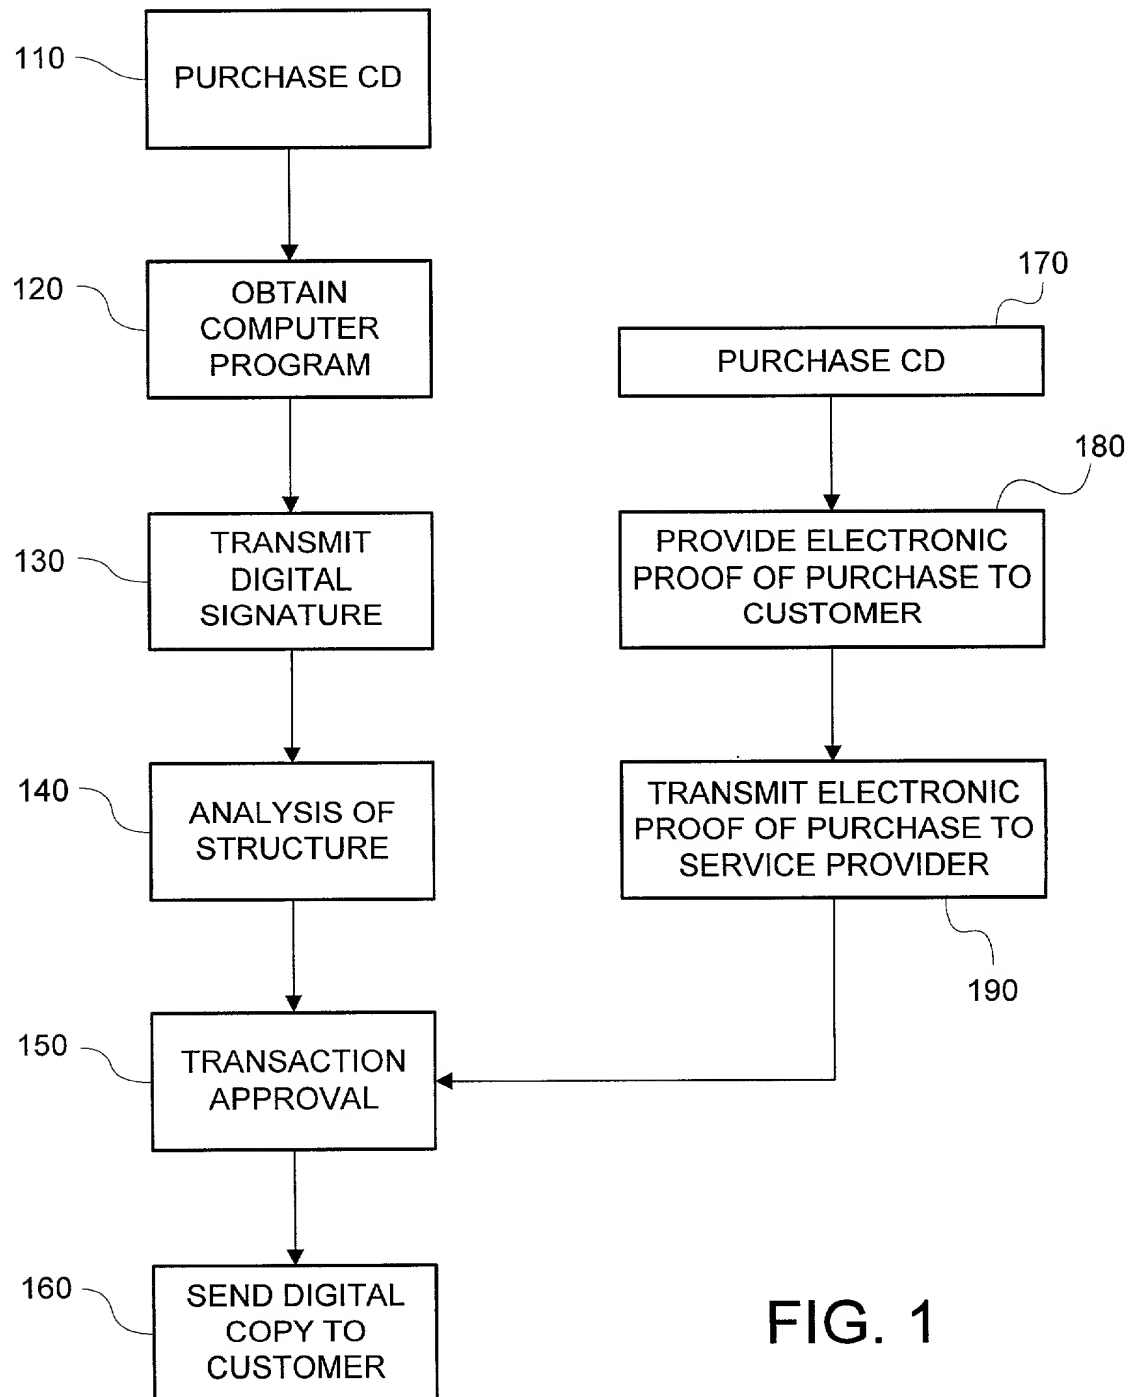 110
PURCHASE CD
120
OBTAIN
COMPUTER
PROGRAM
130
TRANSMIT
DIGITAL
SIGNATURE
140
ANALYSIS OF
STRUCTURE
150
TRANSACTION
APPROVAL
160
SEND DIGITAL
COPY TO
CUSTOMER
170
PURCHASE CD
180
PROVIDE ELECTRONIC
PROOF OF PURCHASE TO
CUSTOMER
TRANSMIT ELECTRONIC
PROOF OF PURCHASE TO
SERVICE PROVIDER
190
FIG. 1